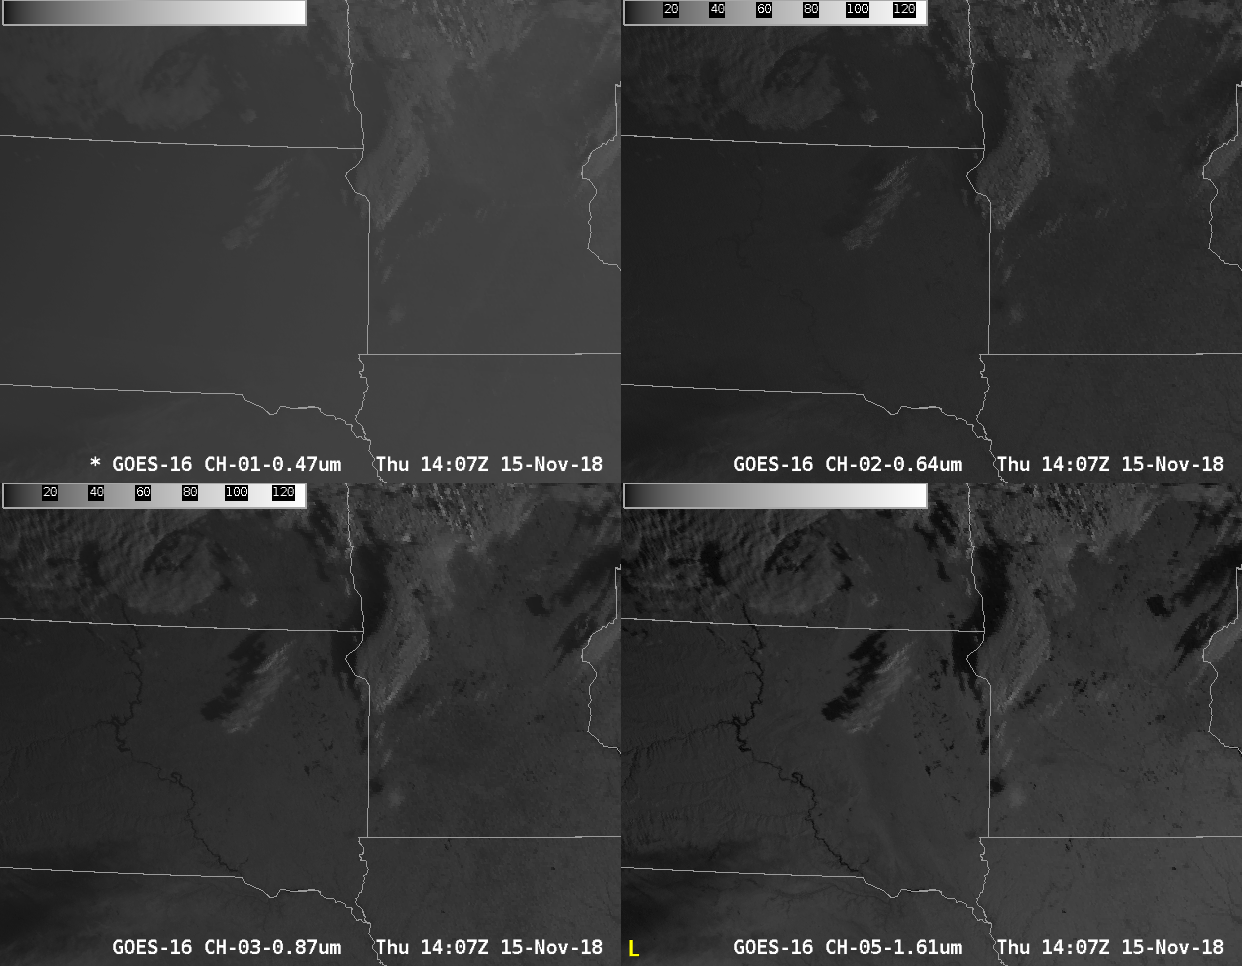 20 40 60 80 100 120
* GOES-16 CH-01-0.47um Thu 14:07Z 15-Nov-18
GOES-16 CH-02-0.64um Thu 14:07Z 15-Nov-18
20 40 60 80 100 120
GOES-16 CH-03-0.87um Thu 14:07Z 15-Nov-18
L GOES-16 CH-05-1.61um Thu 14:07Z 15-Nov-18